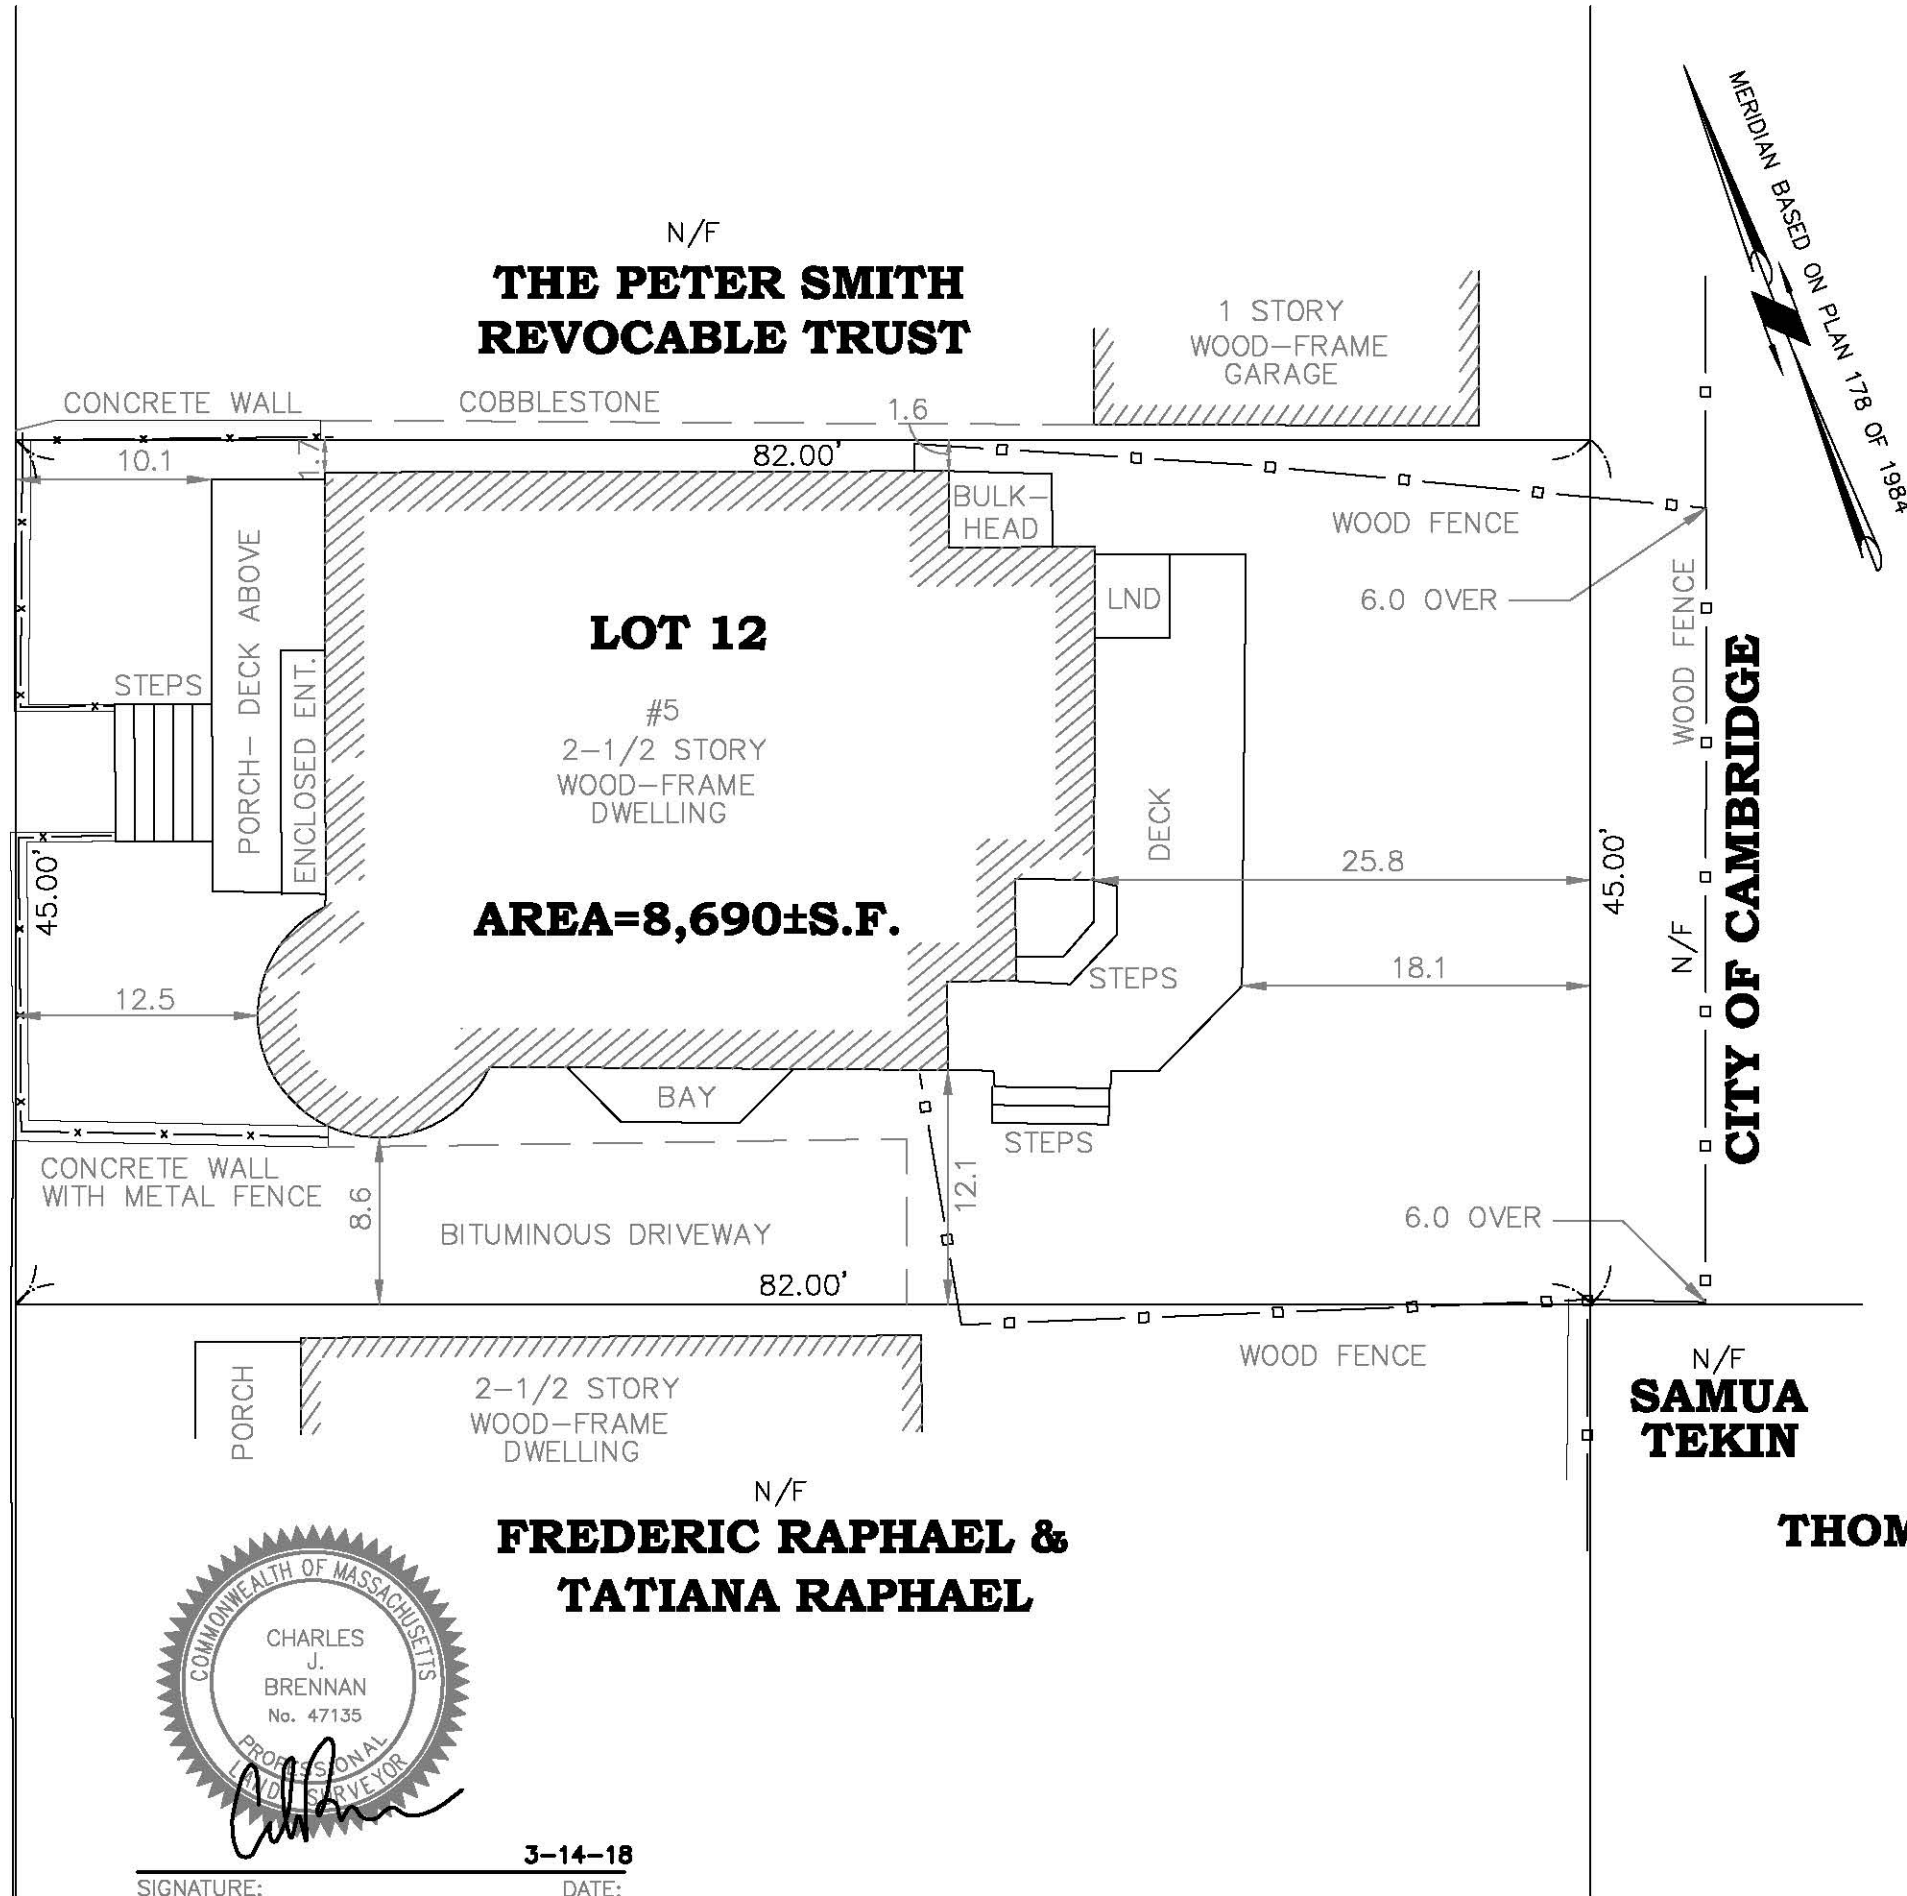 MERIDIAN BASED ON PLAN 178 OF 1984
N/F
THE PETER SMITH
REVOCABLE TRUST
1 STORY
WOOD-FRAME
GARAGE
CONCRETE WALL
COBBLESTONE
1.6
82.00'
10.1
1.7
BULK-
HEAD
WOOD FENCE
6.0 OVER
WOOD FENCE
LND
LOT 12
#5
2-1/2 STORY
WOOD-FRAME
DWELLING
PORCH- DECK ABOVE
ENCLOSED ENT.
STEPS
DECK
25.8
45.00'
45.00'
AREA=8,690±S.F.
N/F
CITY OF CAMBRIDGE
STEPS
18.1
12.5
BAY
STEPS
CONCRETE WALL
WITH METAL FENCE
8.6
12.1
BITUMINOUS DRIVEWAY
6.0 OVER
82.00'
WOOD FENCE
PORCH
2-1/2 STORY
WOOD-FRAME
DWELLING
N/F
SAMUA
TEKIN
N/F
FREDERIC RAPHAEL &
TATIANA RAPHAEL
THOM
COMMONWEALTH OF MASSACHUSETTS
CHARLES
J.
BRENNAN
No. 47135
PROFESSIONAL
LAND SURVEYOR
3-14-18
SIGNATURE:
DATE: